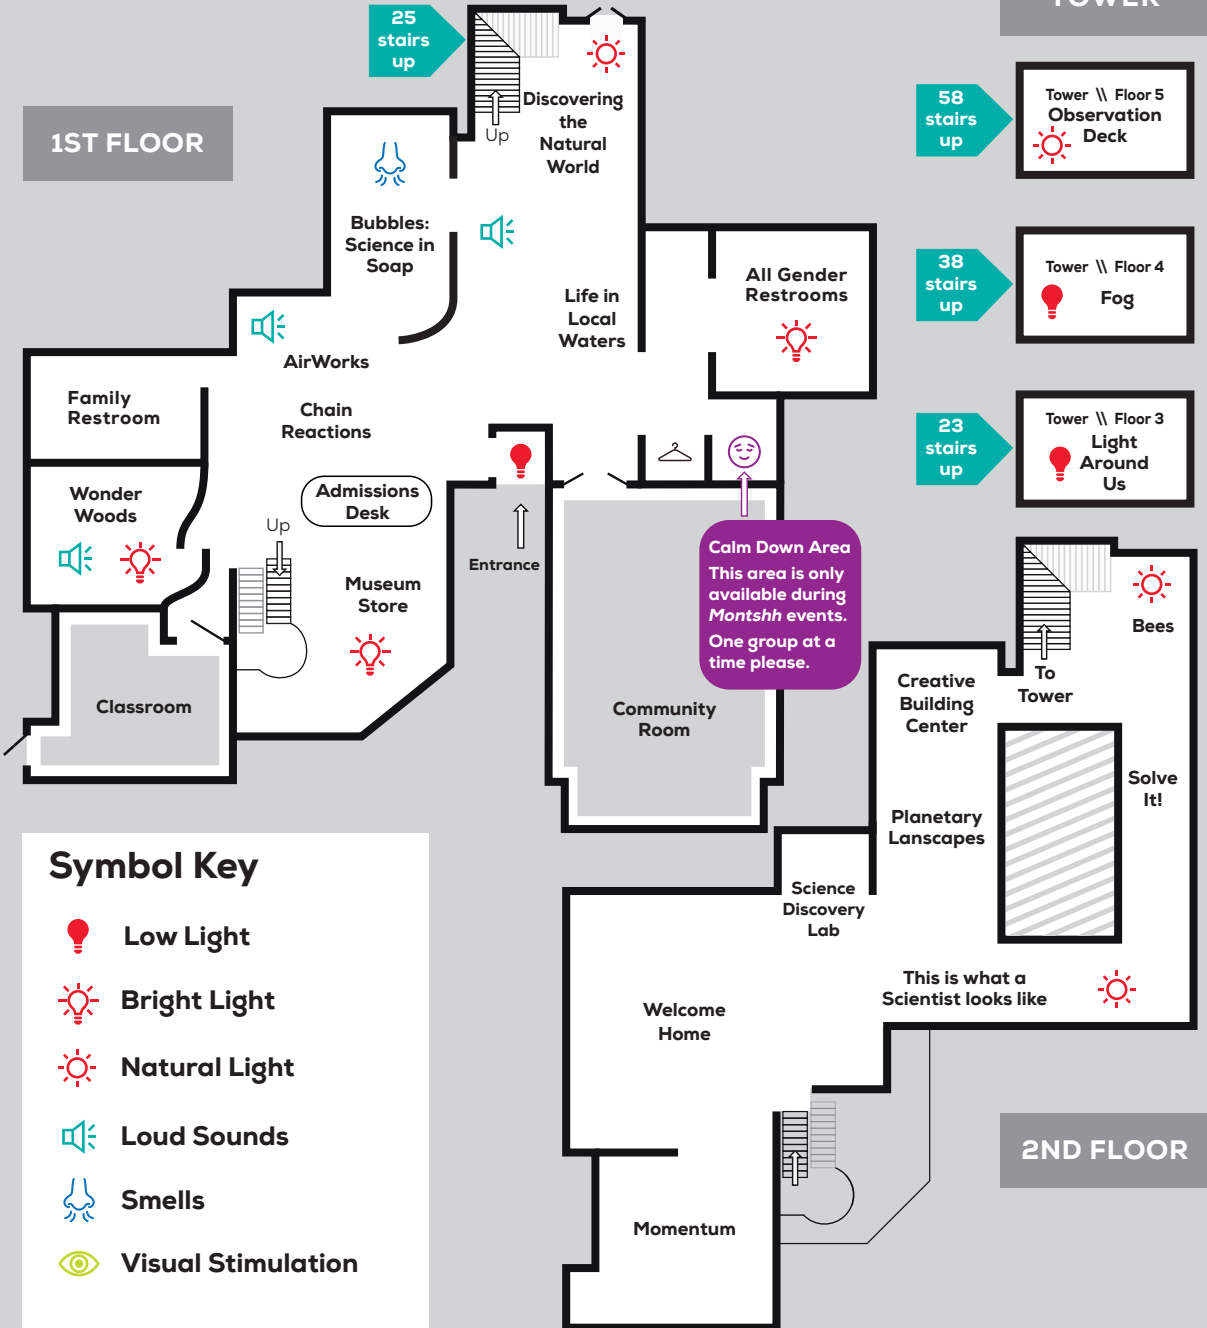 TOWER
25
stairs
up
1ST FLOOR
Up
Discovering
the
Natural
World
Bubbles:
Science in
Soap
Life in
Local
Waters
All Gender
Restrooms
AirWorks
Chain
Reactions
Family
Restroom
Wonder
Woods
Admissions
Desk
Up
Museum
Store
Entrance
Classroom
Community
Room
Calm Down Area
This area is only
available during
Montshh events.
One group at a
time please.
58
stairs
up
Tower \\ Floor 5
Observation
Deck
38
stairs
up
Tower \\ Floor 4
Fog
23
stairs
up
Tower \\ Floor 3
Light
Around
Us
Bees
To
Tower
Creative
Building
Center
Solve
It!
Planetary
Lanscapes
Science
Discovery
Lab
This is what a
Scientist looks like
Welcome
Home
Momentum
2ND FLOOR
Symbol Key
Low Light
Bright Light
Natural Light
Loud Sounds
Smells
Visual Stimulation